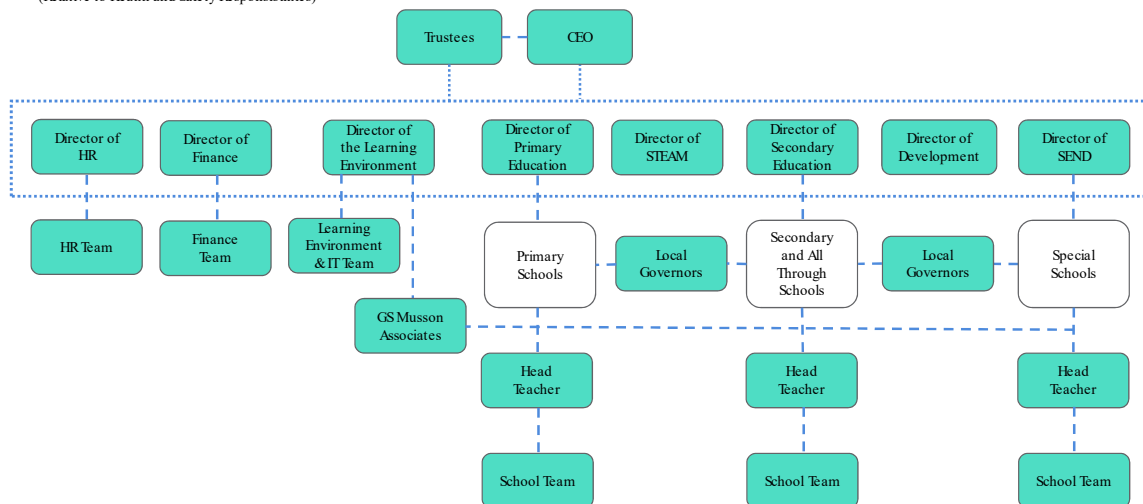 Trustees
CEO
Director of
HR
Director of
Finance
Director of
the Learning
Environment
Director of
Primary
Education
Director of
STEAM
Director of
Secondary
Education
Director of
Development
Director of
SEND
HR Team
Finance
Team
Learning
Environment
& IT Team
Primary
Schools
Local
Governors
Secondary
and All
Through
Schools
Local
Governors
Special
Schools
GS Musson
Associates
Head
Teacher
Head
Teacher
Head
Teacher
School Team
School Team
School Team